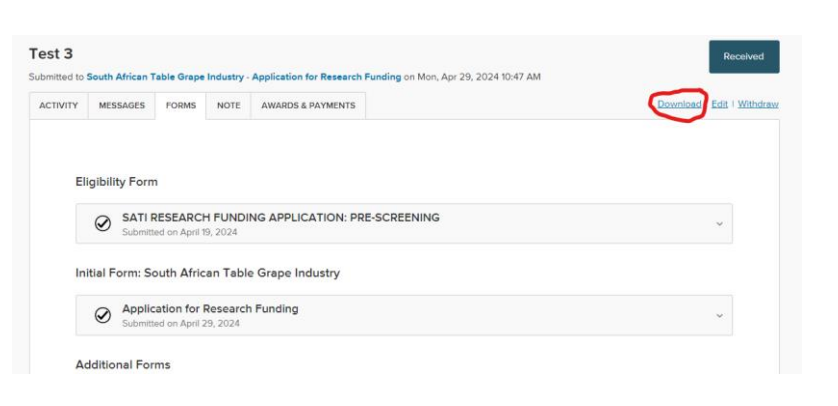 Test 3
Received
Submitted to South African Table Grape Industry - Application for Research Funding on Mon, Apr 29, 2024 10:47 AM
ACTIVITY MESSAGES FORMS NOTE AWARDS & PAYMENTS
Download Edit | Withdraw
Eligibility Form
SATI RESEARCH FUNDING APPLICATION: PRE-SCREENING
Submitted on April 19, 2024
Initial Form: South African Table Grape Industry
Application for Research Funding
Submitted on April 29, 2024
Additional Forms